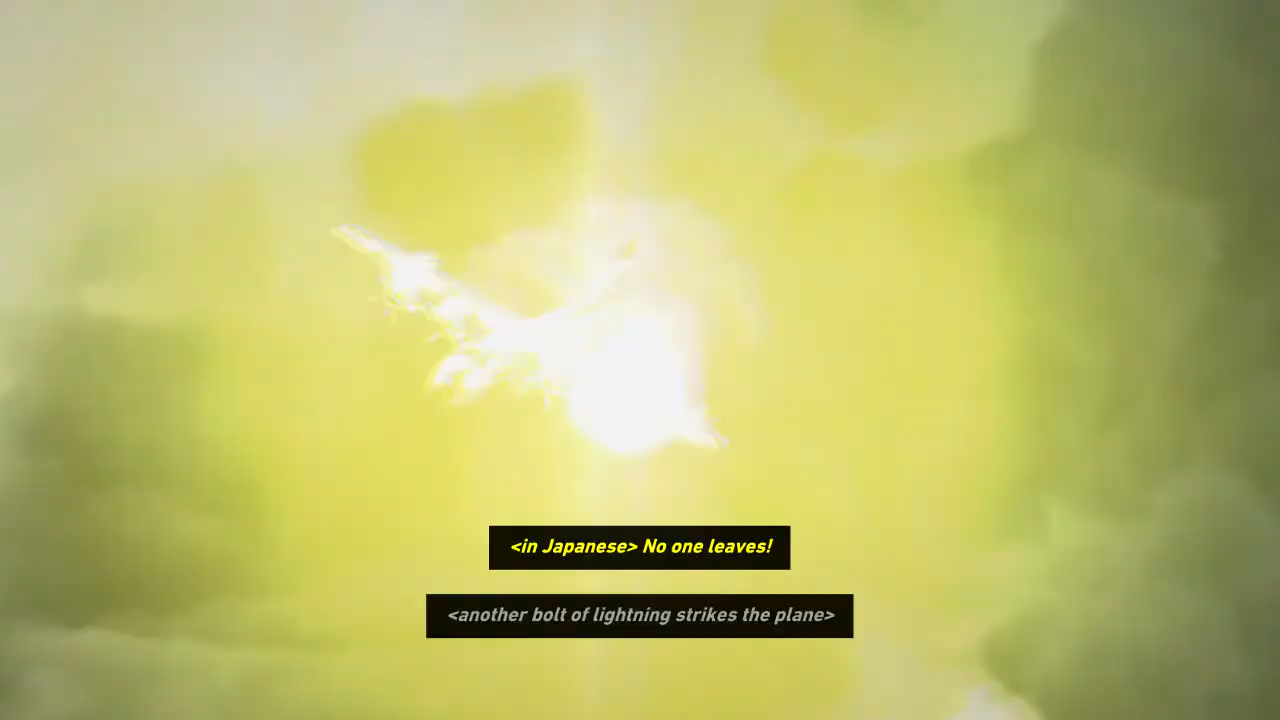 <in Japanese> No one leaves!
<another bolt of lightning strikes the plane>